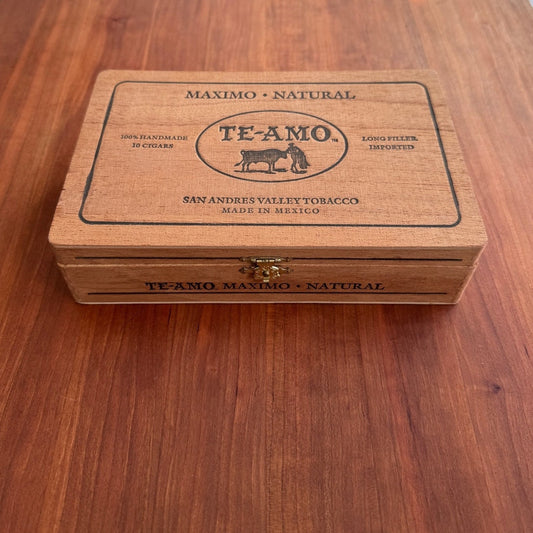 MAXIMO • NATURAL
TE-AMO™
100% HANDMADE
10 CIGARS
LONG FILLER
IMPORTED
SAN ANDRES VALLEY TOBACCO
MADE IN MEXICO
TE-AMO MAXIMO • NATURAL